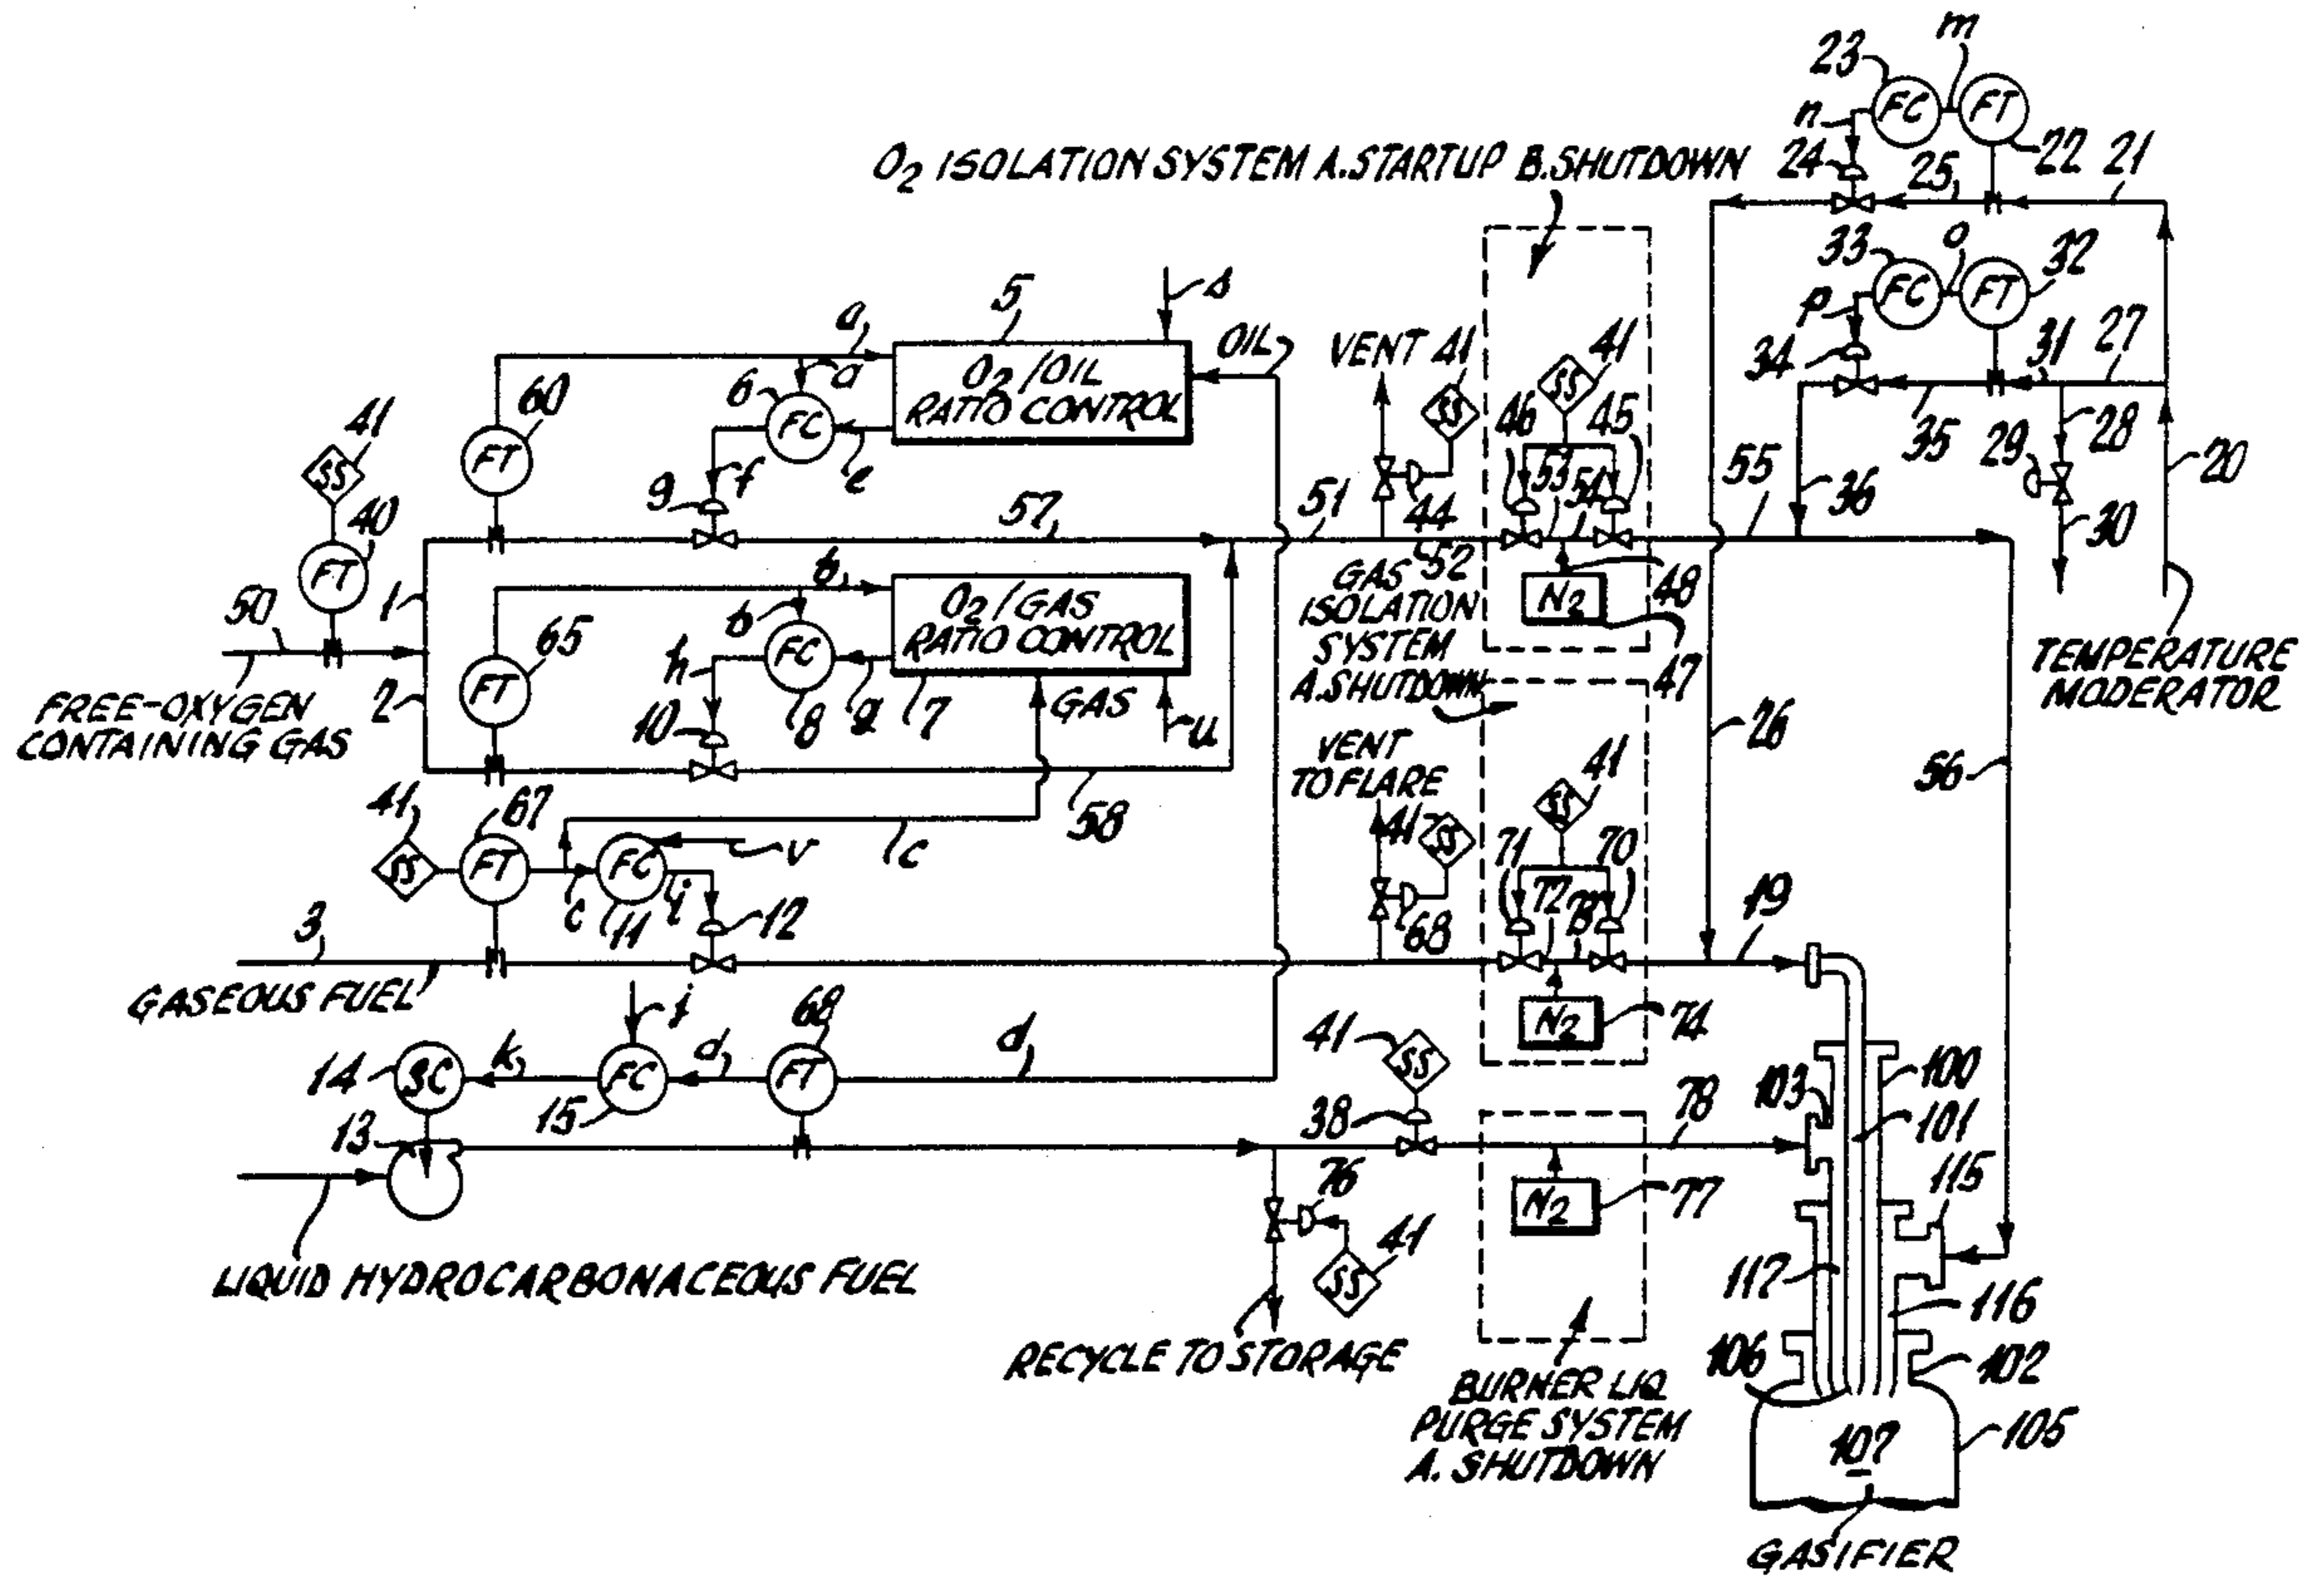 23
m
FC
FT
n
24
25
22
21
O2 ISOLATION SYSTEM A.STARTUP B.SHUTDOWN
33
o
32
FC
FT
p
34
31
27
35
28
29
20
30
36
TEMPERATURE
MODERATOR
5
s
a
OIL
O2/OIL
RATIO CONTROL
a
6
FC
e
f
9
60
FT
41
SS
40
FT
50
1
57
51
VENT
41
SS
44
52
41
SS
46
45
53
54
55
N2
48
47
FREE-OXYGEN
CONTAINING GAS
2
65
FT
b
b
O2/GAS
RATIO CONTROL
FC
h
8
g
7
GAS
u
10
58
GAS
ISOLATION
SYSTEM
A.SHUTDOWN
VENT
TO FLARE
41
SS
68
41
SS
71
70
72
73
N2
74
26
56
19
41
SS
67
FT
c
c
FC
v
11
i
12
3
GASEOUS FUEL
j
68
14
SC
k
FC
15
d
FT
d
13
LIQUID HYDROCARBONACEOUS FUEL
41
SS
38
78
76
41
SS
N2
77
RECYCLE TO STORAGE
BURNER LIQ
PURGE SYSTEM
A. SHUTDOWN
103
100
101
115
117
116
106
102
105
107
GASIFIER